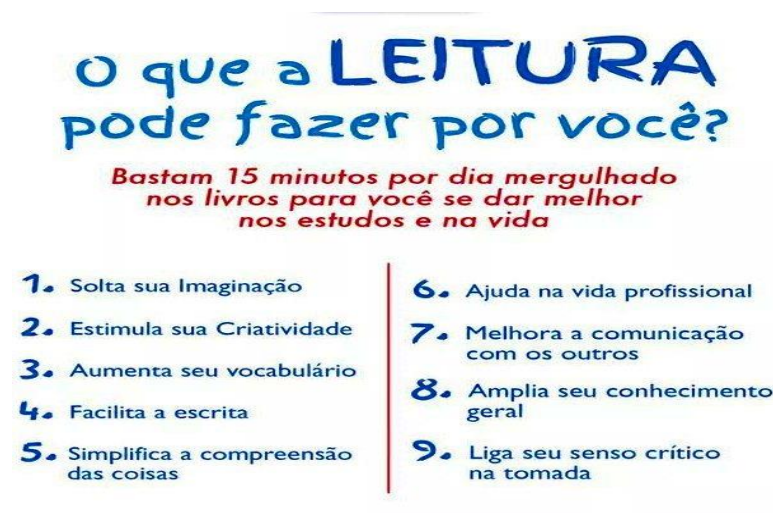 O que a LEITURA
pode fazer por você?
Bastam 15 minutos por dia mergulhado
nos livros para você se dar melhor
nos estudos e na vida
1. Solta sua Imaginação
2. Estimula sua Criatividade
3. Aumenta seu vocabulário
4. Facilita a escrita
5. Simplifica a compreensão
das coisas
6. Ajuda na vida profissional
7. Melhora a comunicação
com os outros
8. Amplia seu conhecimento
geral
9. Liga seu senso crítico
na tomada